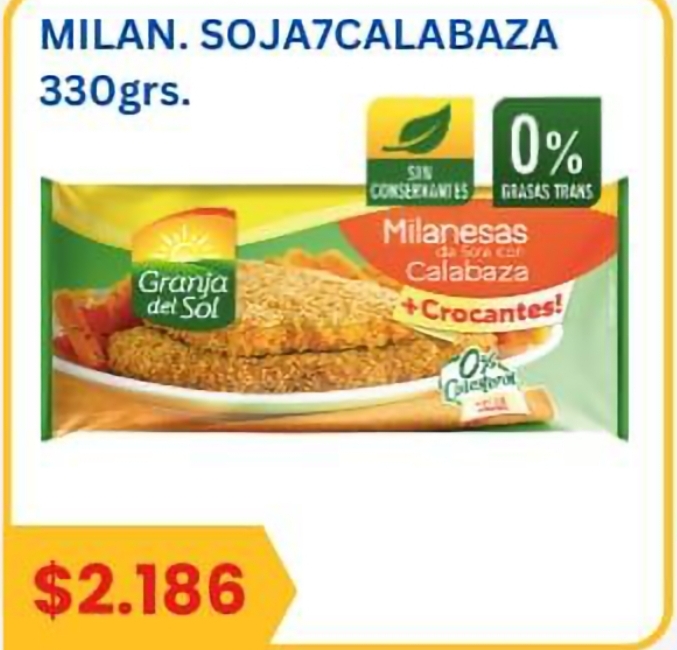 MILAN. SOJA7CALABAZA
330grs.
SIN
CONSERVANTES
0%
GRASAS TRANS
Granja
del Sol
Milanesas
de Soja con
Calabaza
+Crocantes!
0%
Colesterol
$2.186